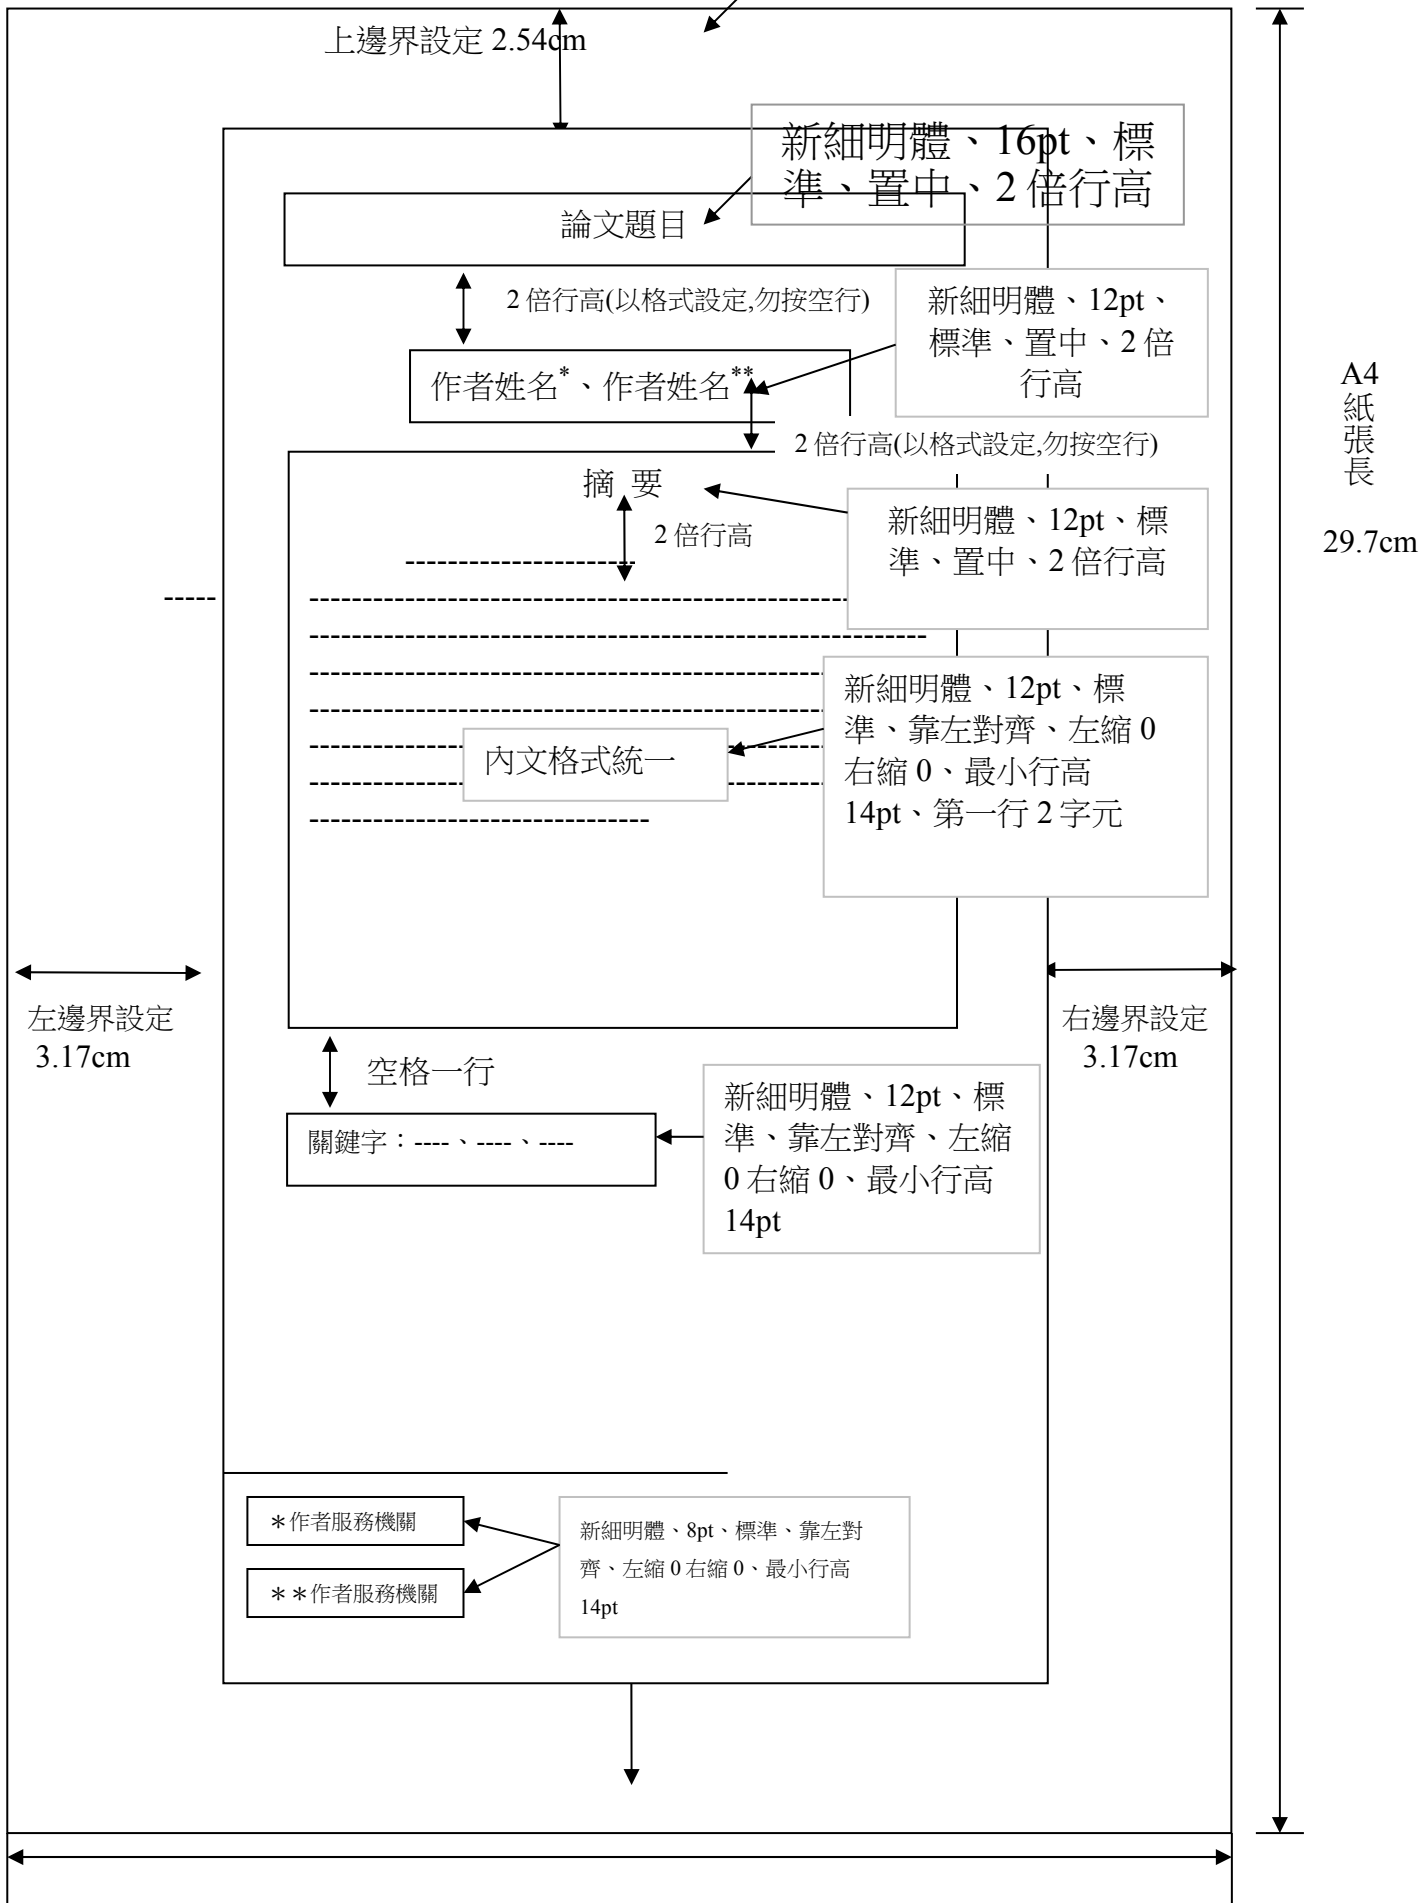 上邊界設定 2.54cm
新細明體、16pt、標
準、置中、2 倍行高
論文題目
2 倍行高(以格式設定,勿按空行)
新細明體、12pt、
標準、置中、2 倍
行高
作者姓名*、作者姓名**
A4
紙
張
長
29.7cm
2 倍行高(以格式設定,勿按空行)
摘 要
新細明體、12pt、標
準、置中、2 倍行高
2 倍行高
新細明體、12pt、標
準、靠左對齊、左縮 0
右縮 0、最小行高
14pt、第一行 2 字元
內文格式統一
左邊界設定
3.17cm
右邊界設定
3.17cm
空格一行
新細明體、12pt、標
準、靠左對齊、左縮
0 右縮 0、最小行高
14pt
關鍵字：----、----、----
＊作者服務機關
＊＊作者服務機關
新細明體、8pt、標準、靠左對
齊、左縮 0 右縮 0、最小行高
14pt